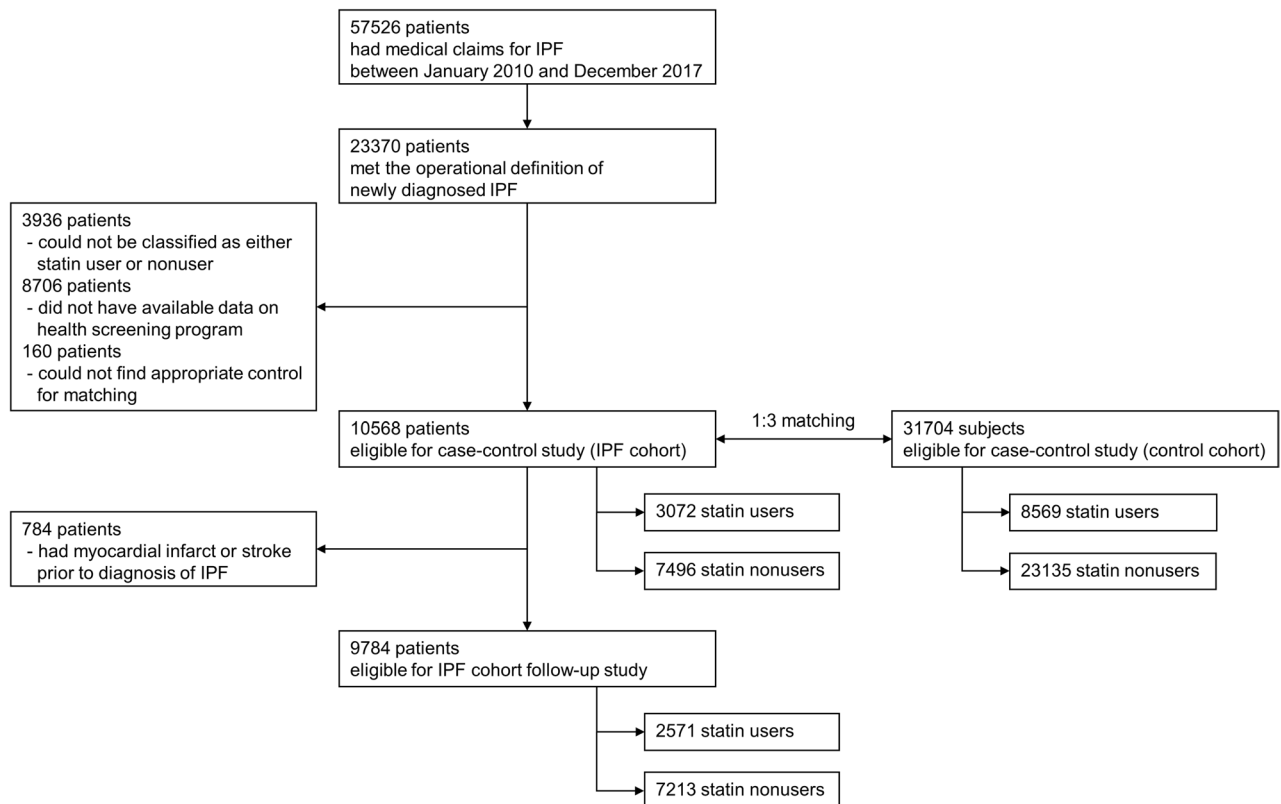 57526 patients
had medical claims for IPF
between January 2010 and December 2017
23370 patients
met the operational definition of
newly diagnosed IPF
3936 patients
- could not be classified as either
statin user or nonuser
8706 patients
- did not have available data on
health screening program
160 patients
- could not find appropriate control
for matching
10568 patients
eligible for case-control study (IPF cohort)
1:3 matching
31704 subjects
eligible for case-control study (control cohort)
3072 statin users
7496 statin nonusers
8569 statin users
23135 statin nonusers
784 patients
- had myocardial infarct or stroke
prior to diagnosis of IPF
9784 patients
eligible for IPF cohort follow-up study
2571 statin users
7213 statin nonusers